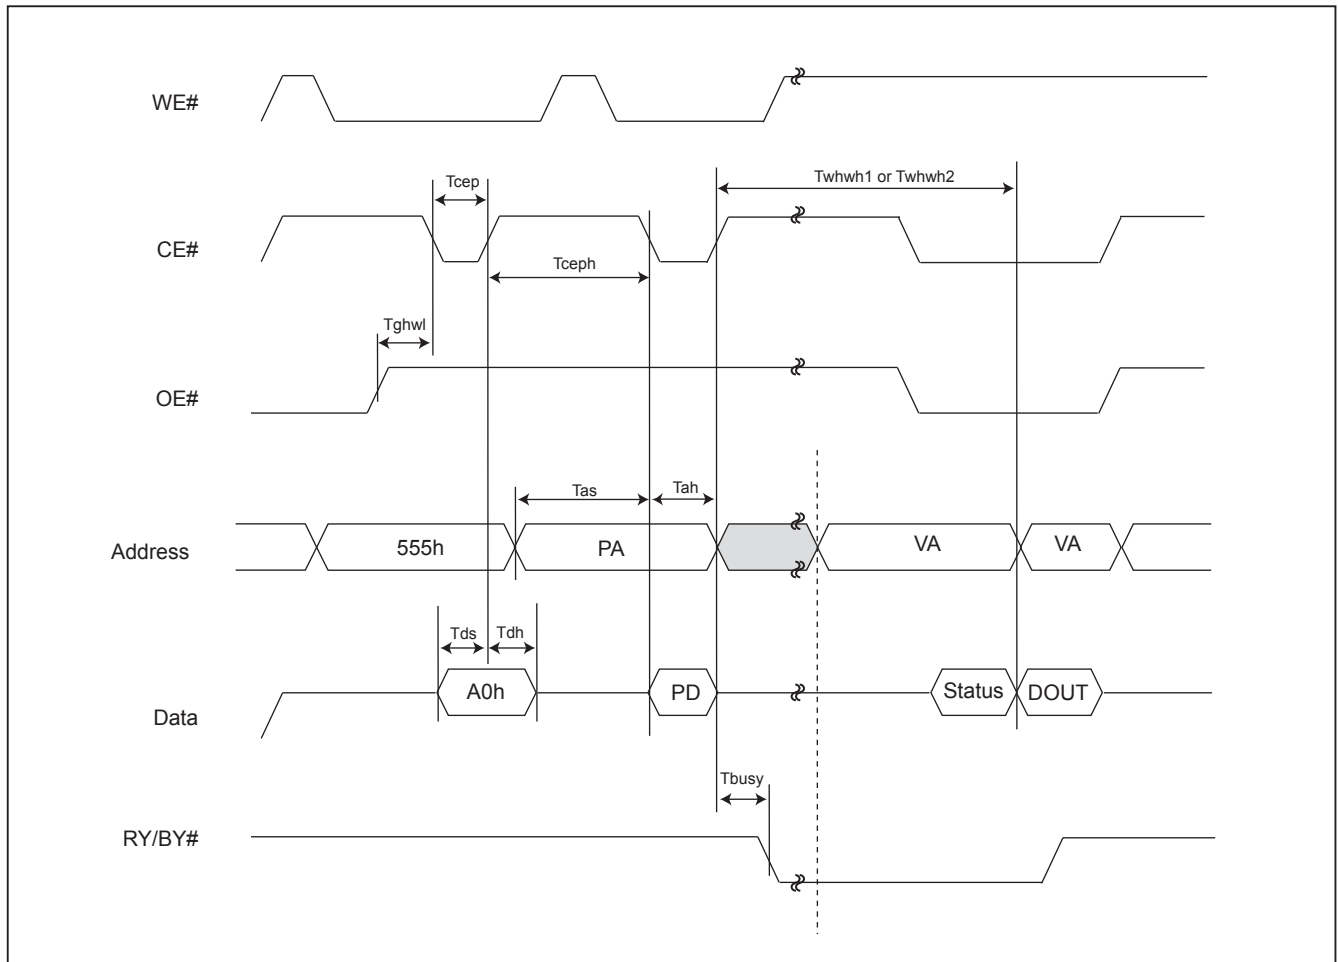 WE#
Tcep
Twhwh1 or Twhwh2
CE#
Tceph
Tghwl
OE#
Tas
Tah
Address
555h
PA
VA
VA
Tds
Tdh
Data
A0h
PD
Status
DOUT
Tbusy
RY/BY#